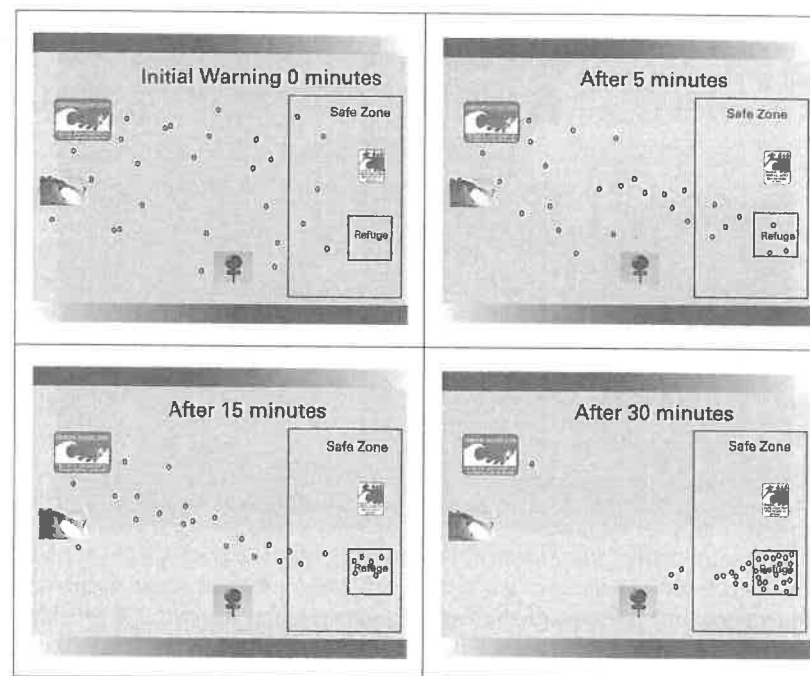 Initial Warning 0 minutes
Safe Zone
Refuge
After 5 minutes
Safe Zone
Refuge
After 15 minutes
Safe Zone
Refuge
After 30 minutes
Safe Zone
Refuge